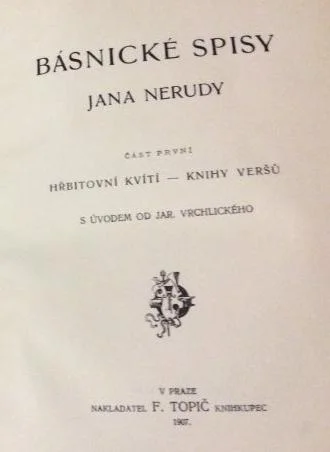 BÁSNICKÉ SPISY
JANA NERUDY
ČÁST PRVNÍ
HŘBITOVNÍ KVÍTÍ — KNIHY VERŠŮ
S ÚVODEM OD JAR. VRCHLICKÉHO
V PRAZE
NAKLADATEL F. TOPIČ KNIHKUPEC
1907.